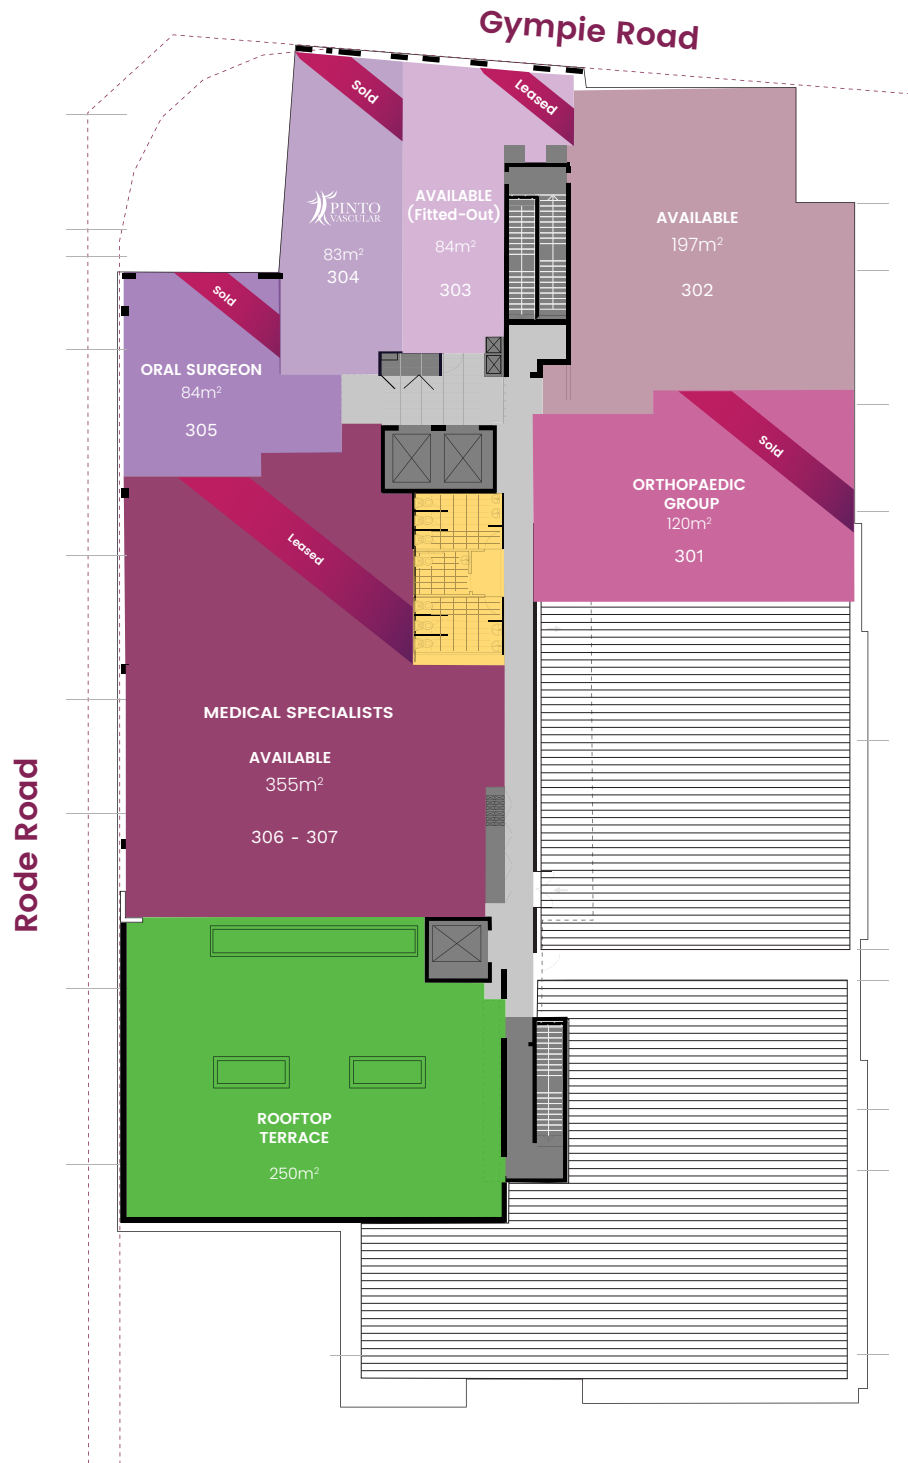 Gympie Road
Sold
Leased
PINTO
VASCULAR
83m²
304
AVAILABLE
(Fitted-Out)
84m²
303
AVAILABLE
197m²
302
Sold
ORAL SURGEON
84m²
305
Sold
ORTHOPAEDIC
GROUP
120m²
301
Leased
MEDICAL SPECIALISTS
AVAILABLE
355m²
306 - 307
Rode Road
ROOFTOP
TERRACE
250m²